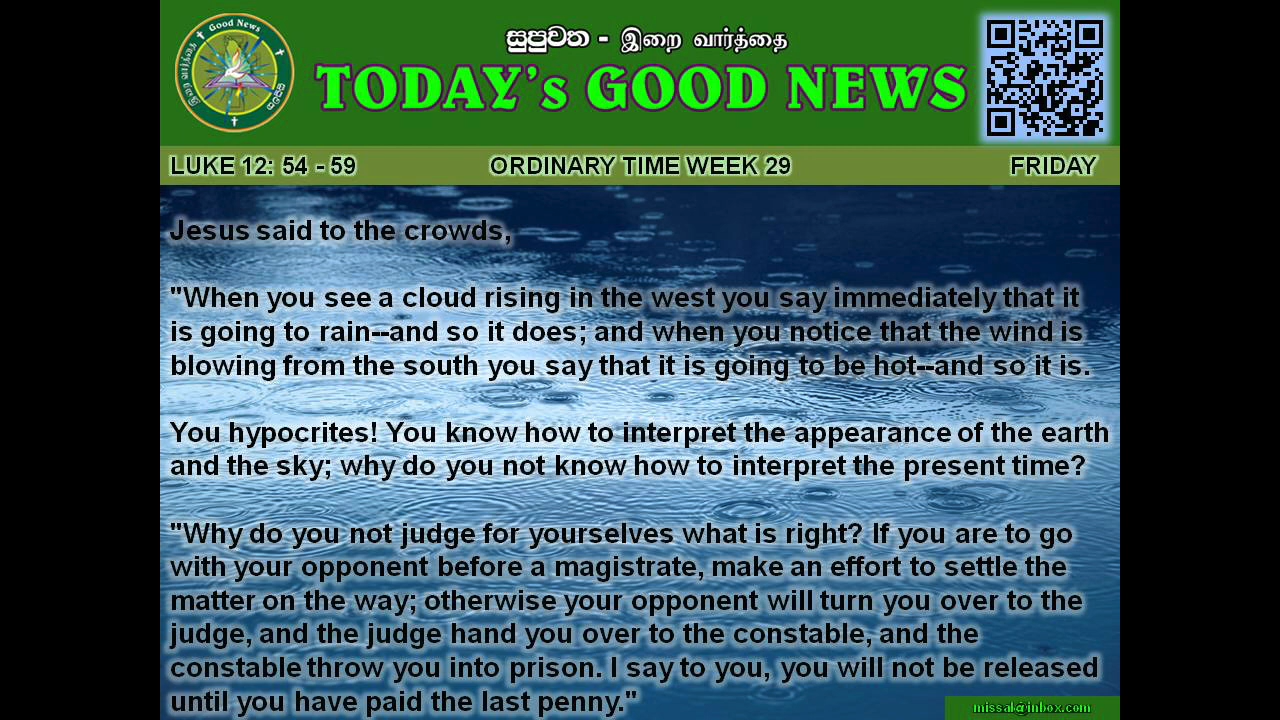 Good News
இறை வார்த்தை
සුපුවත
සුපුවත - இறை வார்த்தை
TODAY's GOOD NEWS
LUKE 12: 54 - 59 ORDINARY TIME WEEK 29 FRIDAY
Jesus said to the crowds,
"When you see a cloud rising in the west you say immediately that it
is going to rain--and so it does; and when you notice that the wind is
blowing from the south you say that it is going to be hot--and so it is.
You hypocrites! You know how to interpret the appearance of the earth
and the sky; why do you not know how to interpret the present time?
"Why do you not judge for yourselves what is right? If you are to go
with your opponent before a magistrate, make an effort to settle the
matter on the way; otherwise your opponent will turn you over to the
judge, and the judge hand you over to the constable, and the
constable throw you into prison. I say to you, you will not be released
until you have paid the last penny."
missal@inbox.com